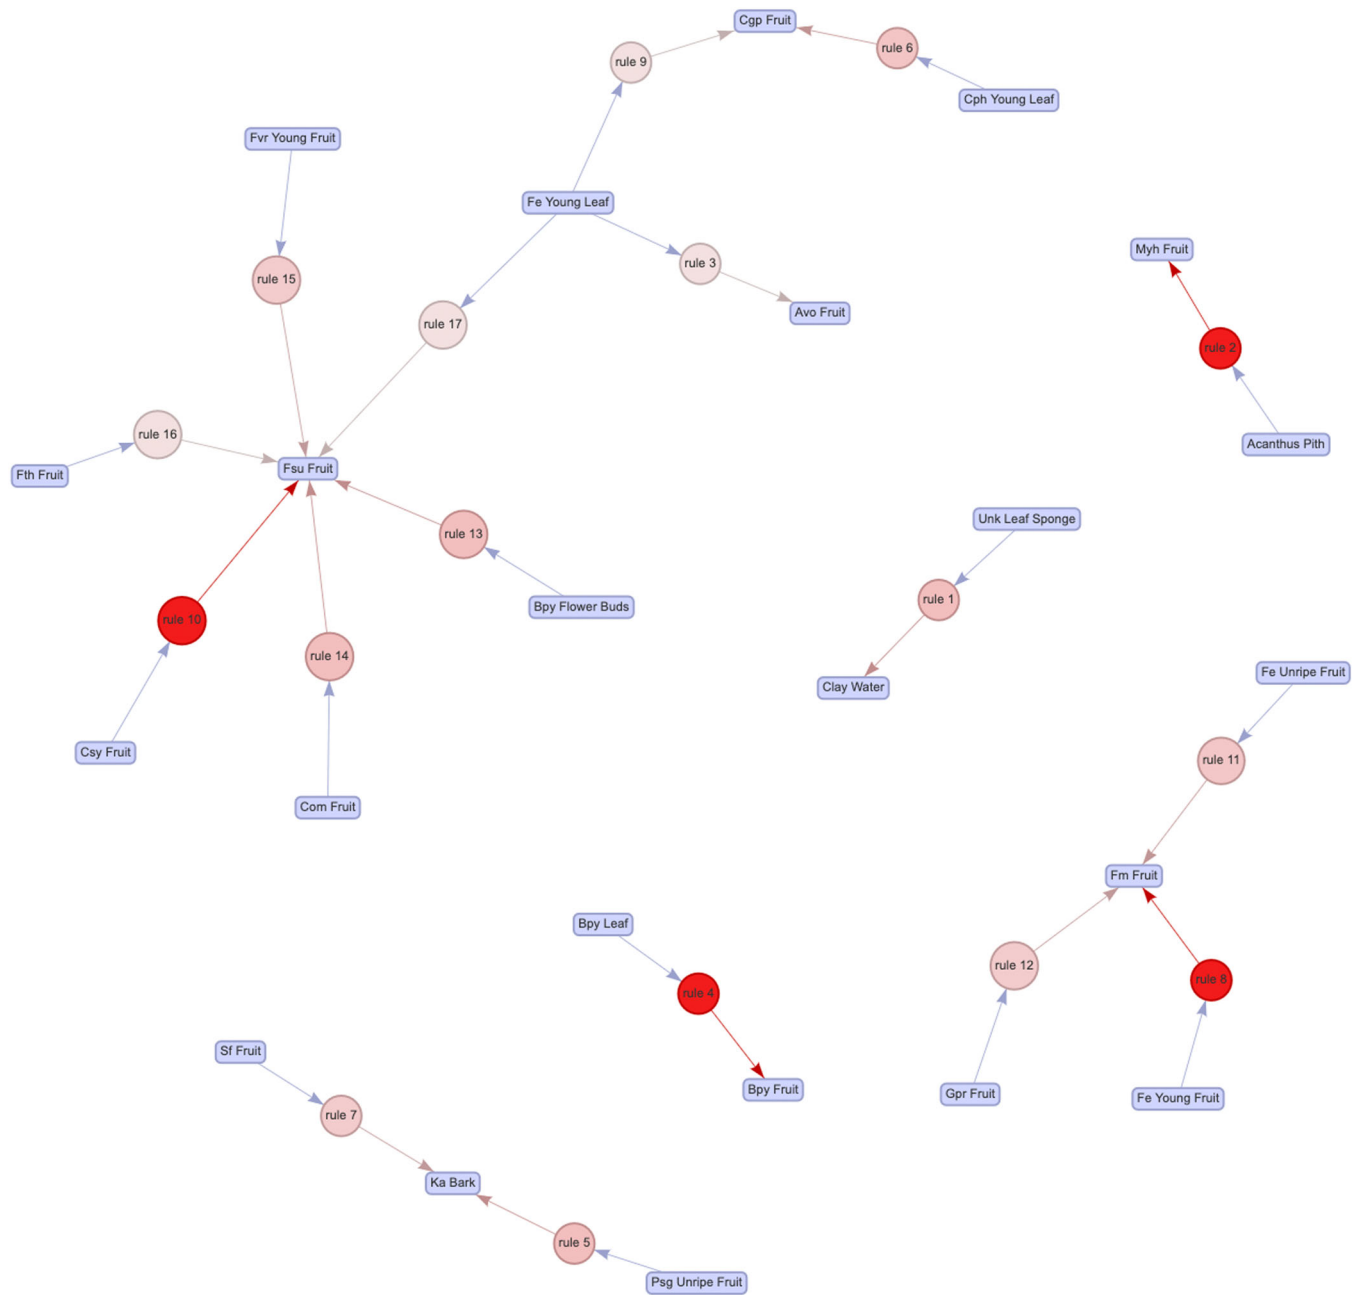 Cgp Fruit
rule 6
rule 9
Cph Young Leaf
Fvr Young Fruit
Fe Young Leaf
Myh Fruit
rule 3
rule 15
Avo Fruit
rule 17
rule 2
rule 16
Acanthus Pith
Fsu Fruit
Fth Fruit
Unk Leaf Sponge
rule 13
rule 1
Bpy Flower Buds
rule 10
rule 14
Fe Unripe Fruit
Clay Water
Csy Fruit
rule 11
Com Fruit
Fm Fruit
Bpy Leaf
rule 12
rule 8
rule 4
Bpy Fruit
Gpr Fruit
Fe Young Fruit
Sf Fruit
rule 7
Ka Bark
rule 5
Psg Unripe Fruit